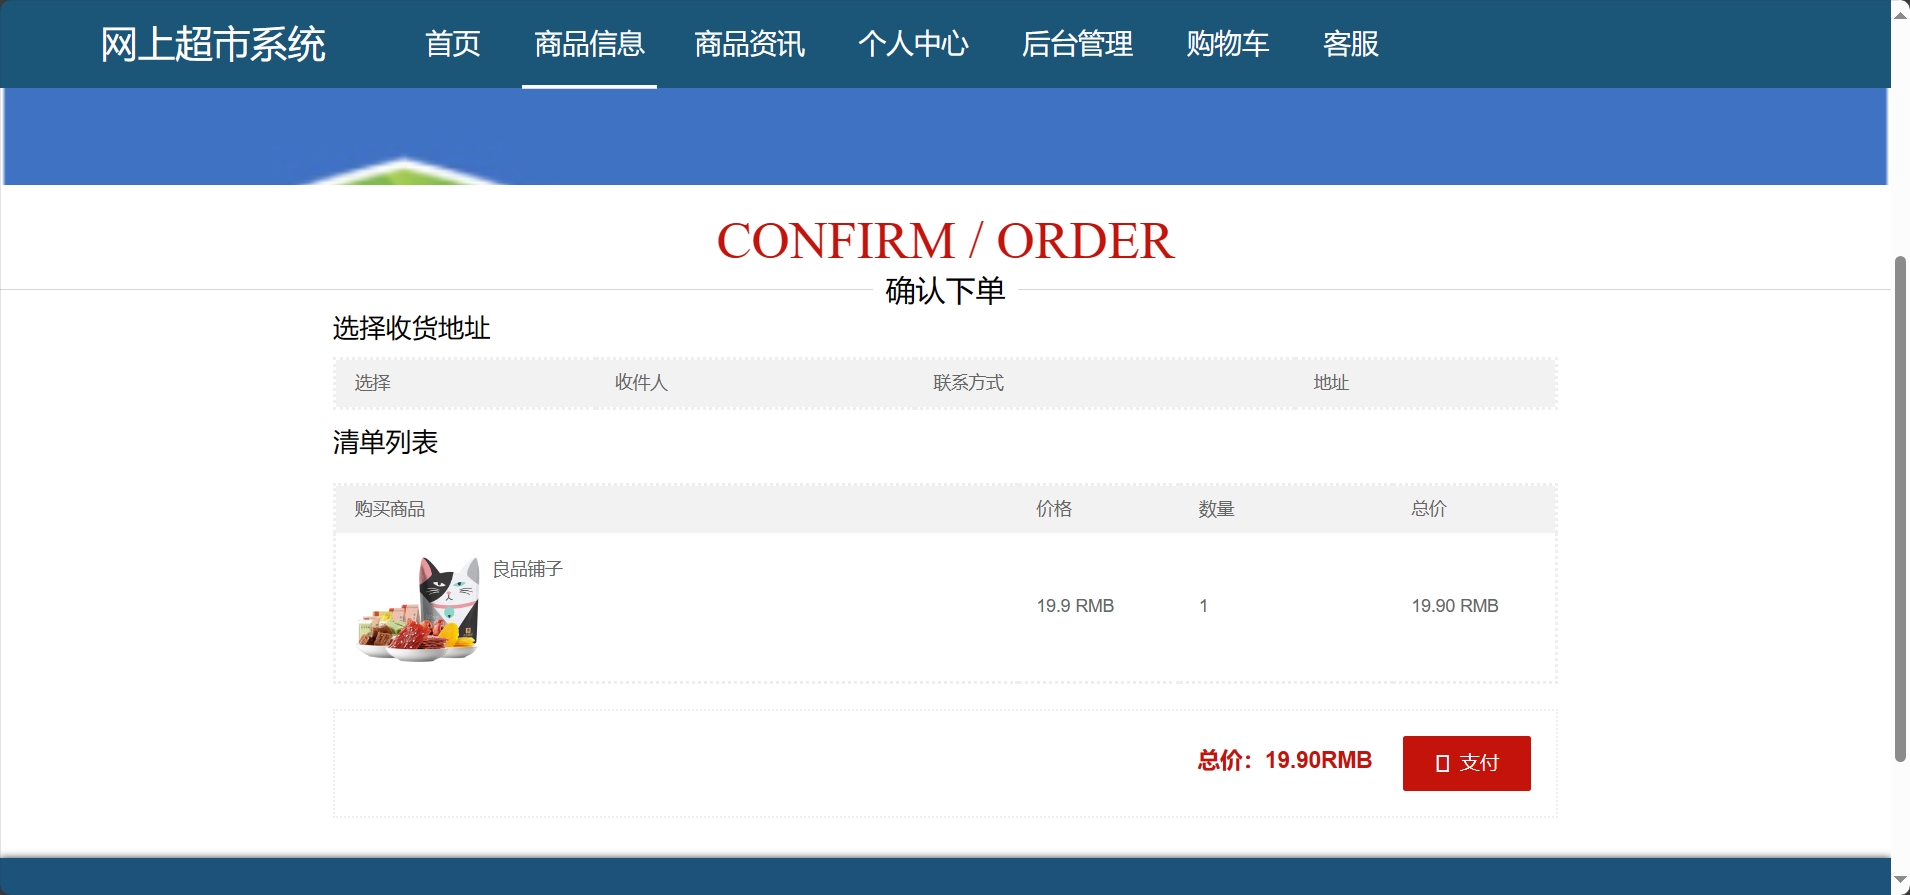 网上超市系统 首页 商品信息 商品资讯 个人中心 后台管理 购物车 客服
CONFIRM / ORDER
确认下单
选择收货地址
选择 收件人 联系方式 地址
清单列表
购买商品 价格 数量 总价
良品铺子
19.9 RMB 1 19.90 RMB
总价：19.90RMB 支付